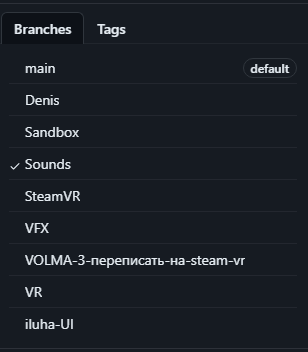 Branches Tags
main default
Denis
Sandbox
Sounds
SteamVR
VFX
VOLMA-3-переписать-на-steam-vr
VR
iluha-UI